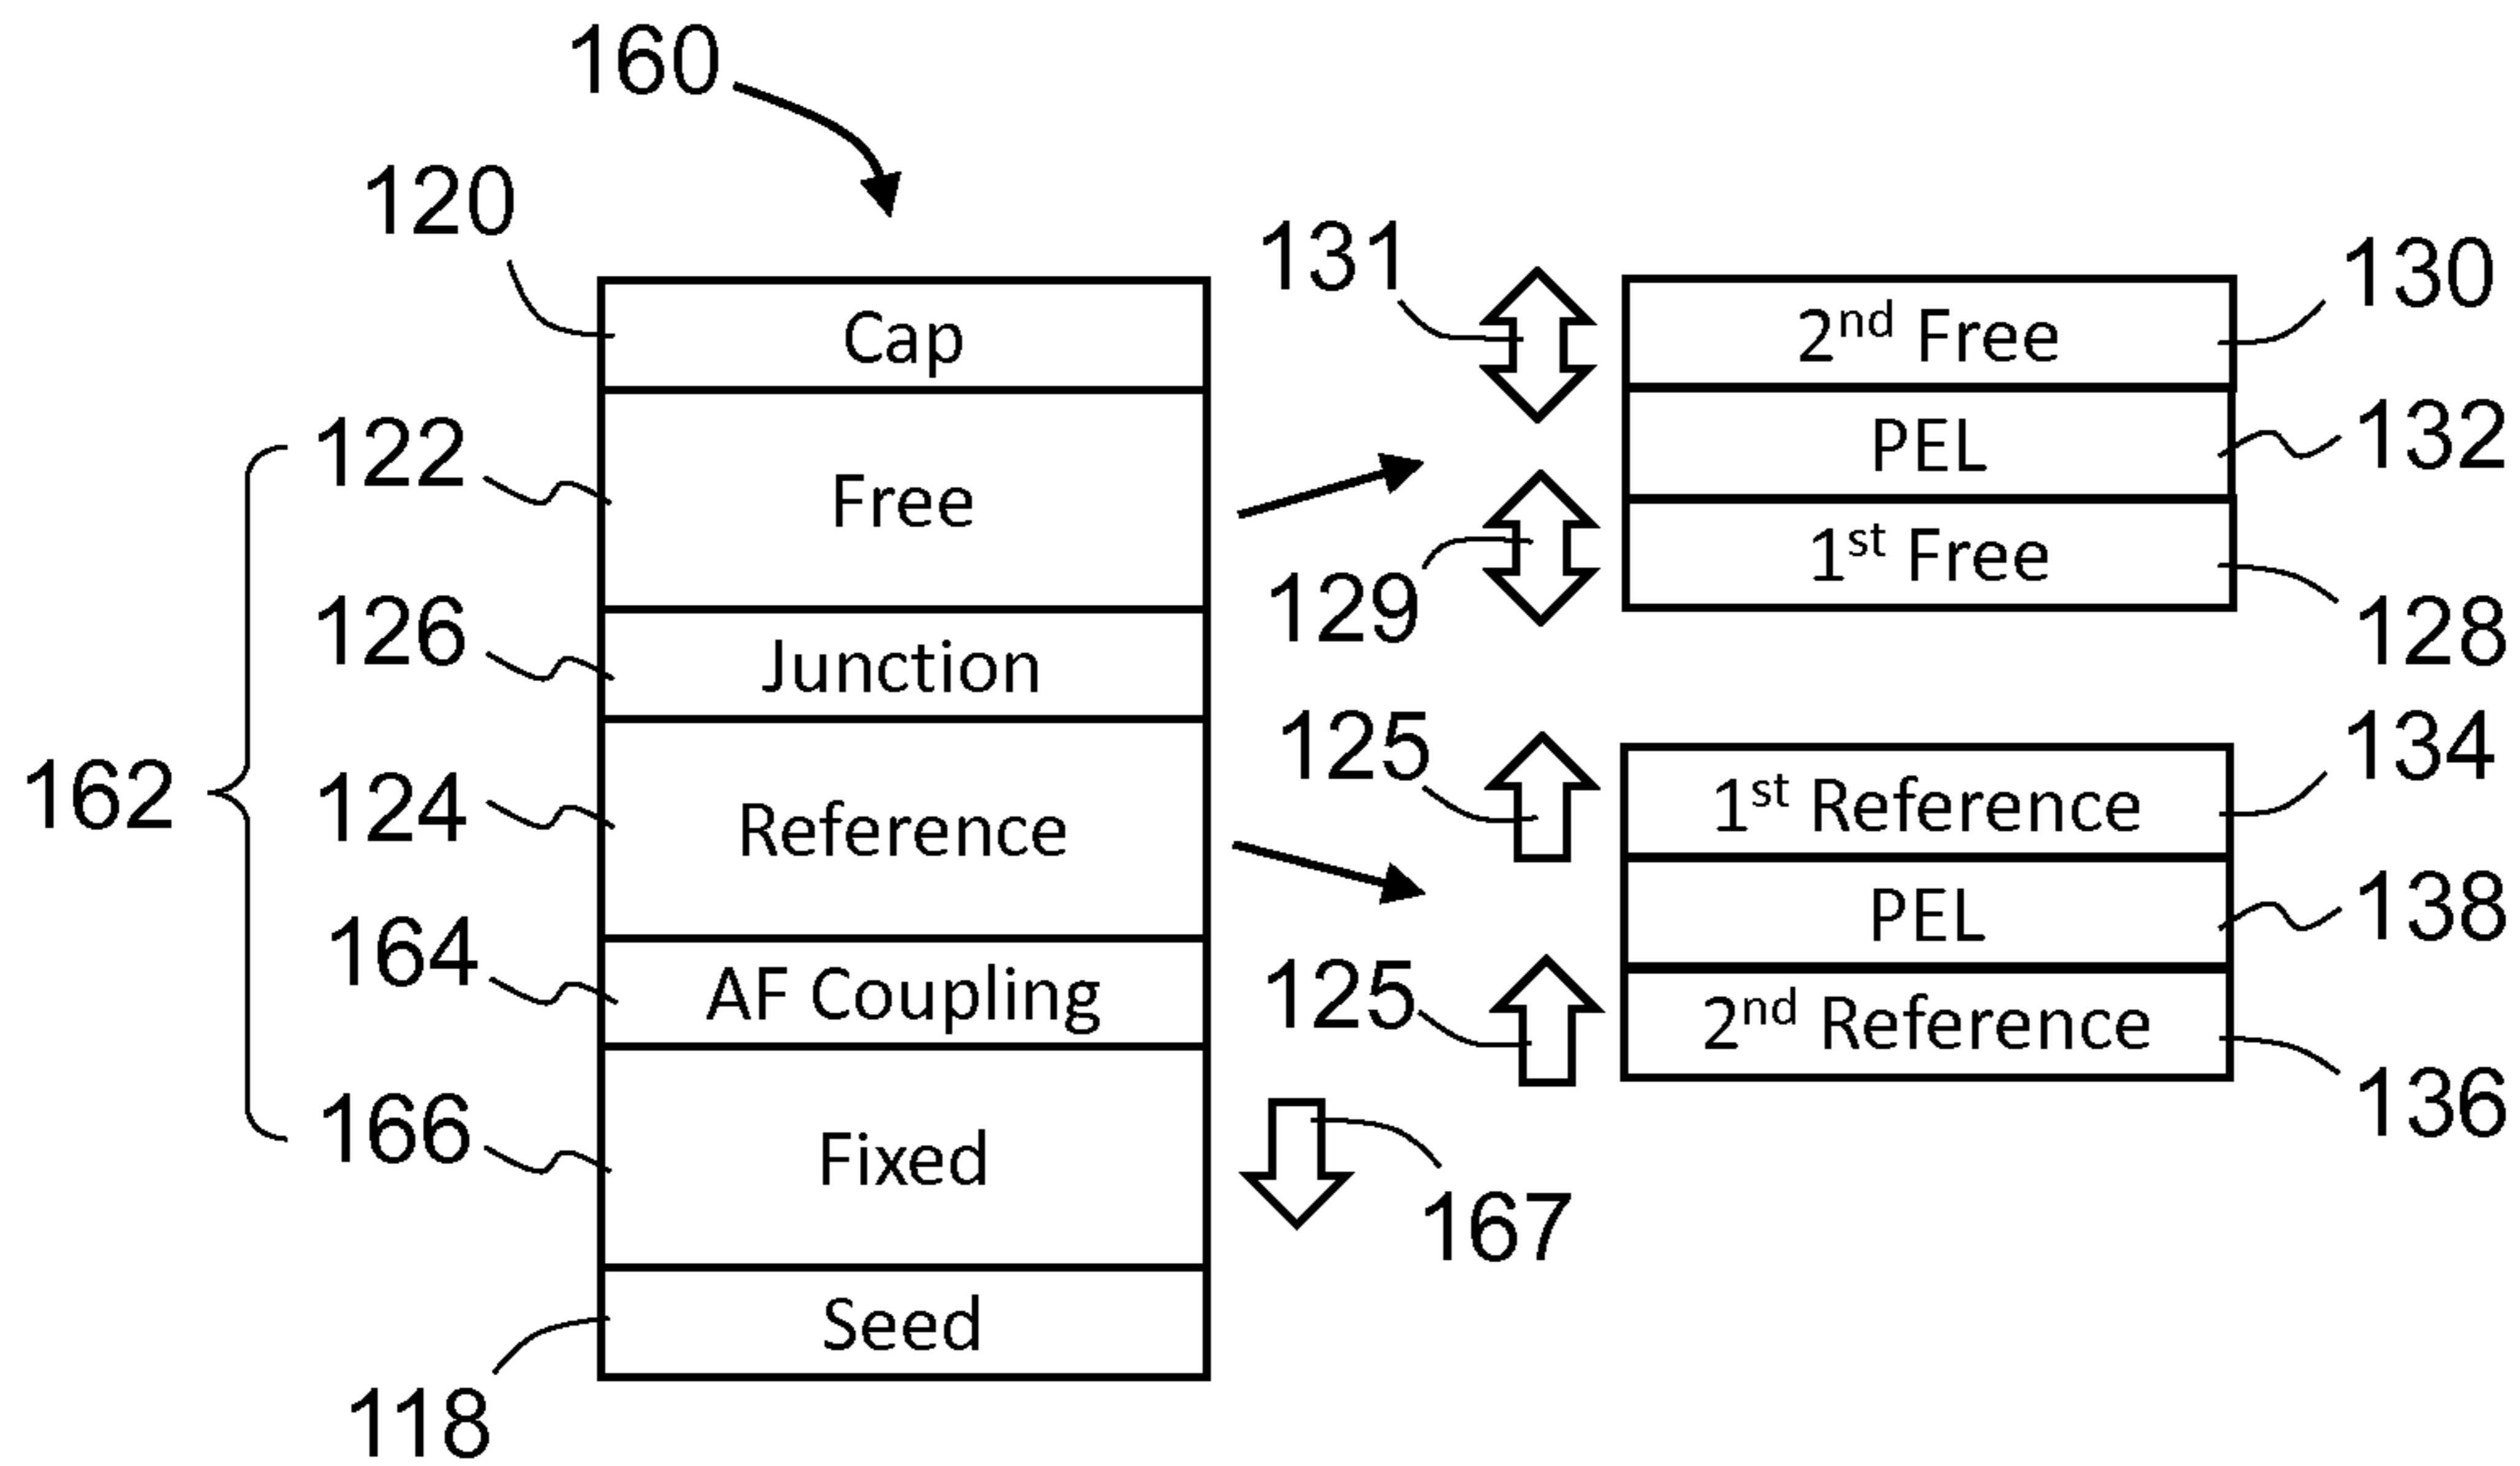 160
120
Cap
131
2nd Free
130
122
Free
PEL
132
129
1st Free
128
126
Junction
162
124
Reference
125
1st Reference
134
PEL
138
164
AF Coupling
125
2nd Reference
136
166
Fixed
167
Seed
118